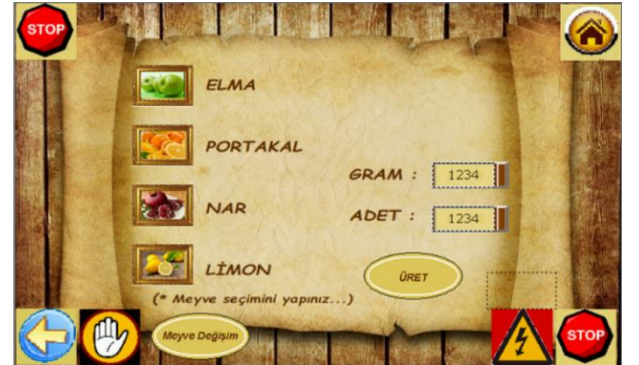 STOP
ELMA
PORTAKAL
GRAM : 1234
NAR
ADET : 1234
LİMON
ÜRET
(* Meyve seçimini yapınız...)
Meyve Değişim
STOP